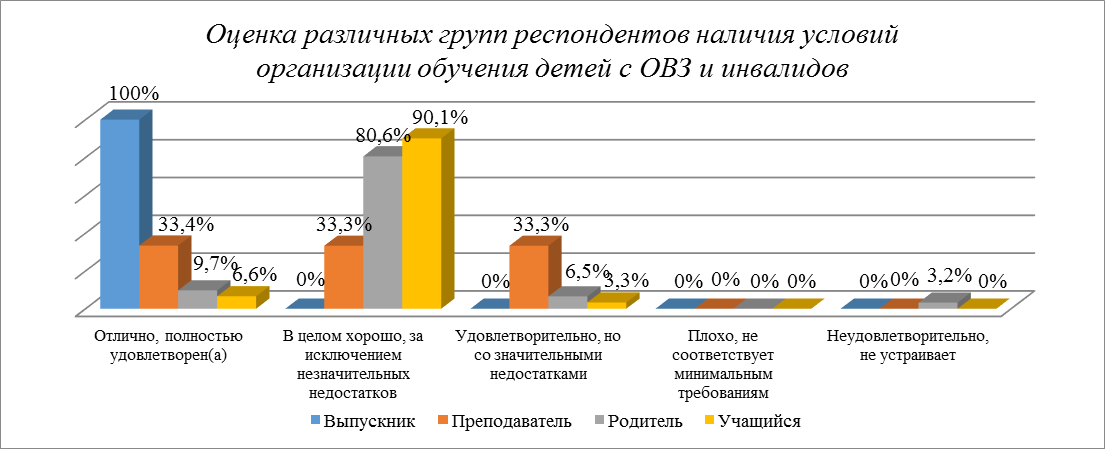 Оценка различных групп респондентов наличия условий
организации обучения детей с ОВЗ и инвалидов
100%
33,4%
9,7%
6,6%
0%
33,3%
80,6%
90,1%
0%
33,3%
6,5%
3,3%
0%
0%
0%
0%
0%
0%
3,2%
0%
Отлично, полностью
удовлетворен(а)
В целом хорошо, за
исключением
незначительных
недостатков
Удовлетворительно, но
со значительными
недостатками
Плохо, не
соответствует
минимальным
требованиям
Неудовлетворительно,
не устраивает
Выпускник Преподаватель Родитель Учащийся